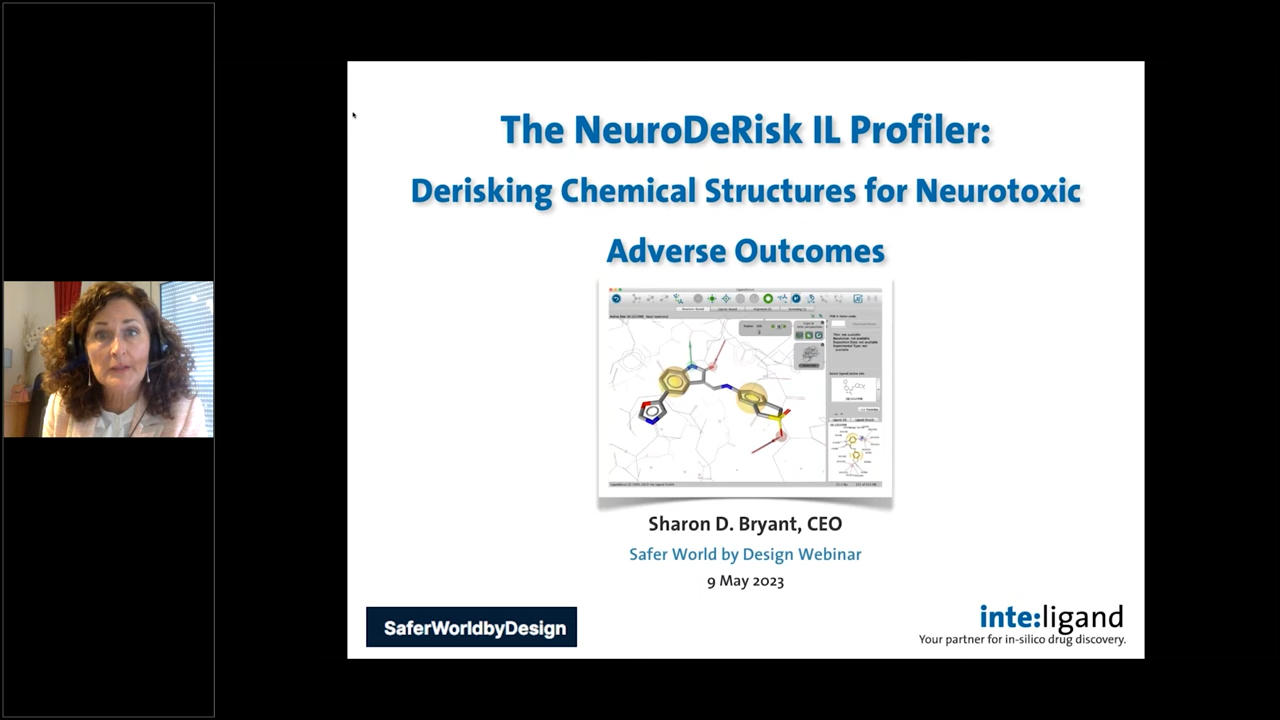 The NeuroDeRisk IL Profiler:
Derisking Chemical Structures for Neurotoxic
Adverse Outcomes
Sharon D. Bryant, CEO
Safer World by Design Webinar
9 May 2023
SaferWorldbyDesign
inte:ligand
Your partner for in-silico drug discovery.